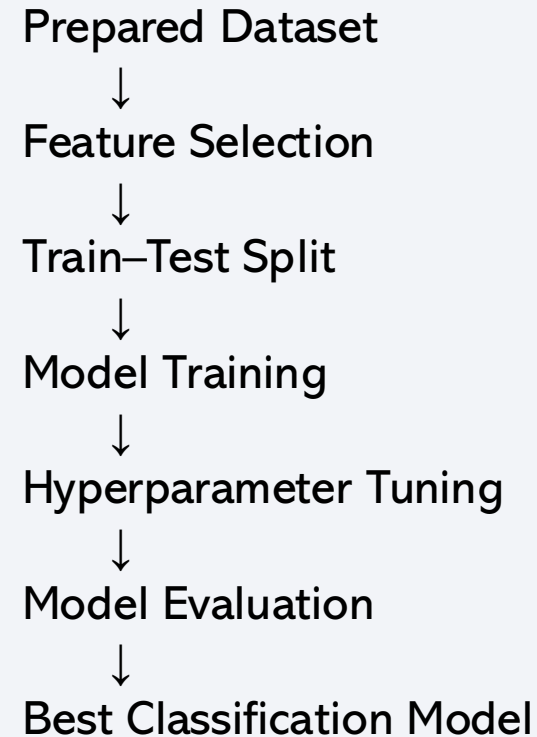 Prepared Dataset
↓
Feature Selection
↓
Train–Test Split
↓
Model Training
↓
Hyperparameter Tuning
↓
Model Evaluation
↓
Best Classification Model